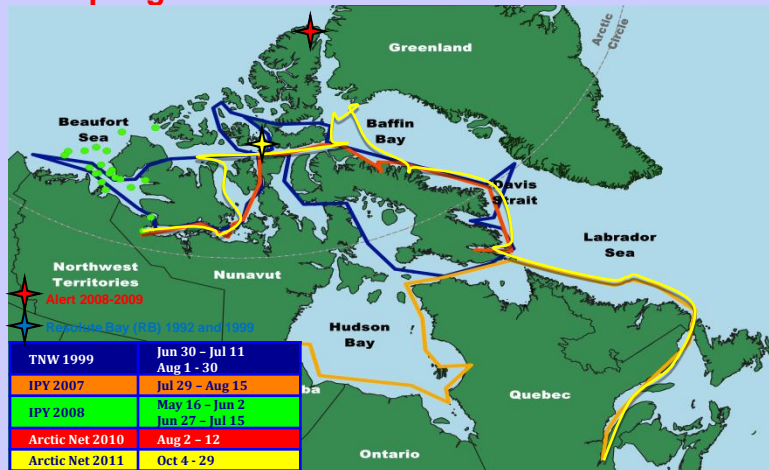 Greenland
Arctic
Circle
Beaufort
Sea
Baffin
Bay
Davis
Strait
Labrador
Sea
Northwest
Territories
Nunavut
Alert 2008-2009
Resolute Bay (RB) 1992 and 1999
Hudson
Bay
Quebec
Ontario
ba
TNW 1999 Jun 30 – Jul 11
Aug 1 - 30
IPY 2007 Jul 29 – Aug 15
IPY 2008 May 16 – Jun 2
Jun 27 – Jul 15
Arctic Net 2010 Aug 2 – 12
Arctic Net 2011 Oct 4 - 29